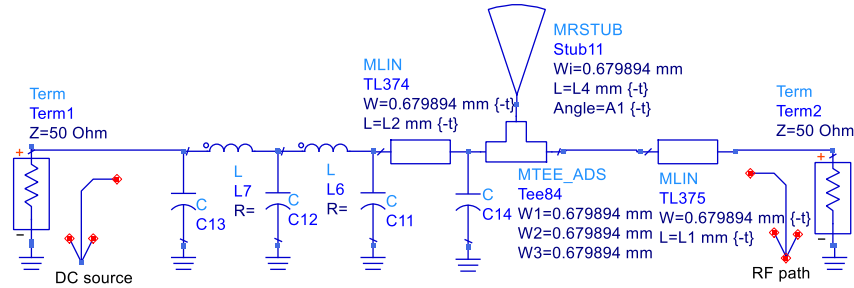 Term
Term1
Z=50 Ohm
+
−
DC source
C
C13
L
L7
R=
C
C12
L
L6
R=
C
C11
MLIN
TL374
W=0.679894 mm {-t}
L=L2 mm {-t}
C
C14
MRSTUB
Stub11
Wi=0.679894 mm
L=L4 mm {-t}
Angle=A1 {-t}
MTEE_ADS
Tee84
W1=0.679894 mm
W2=0.679894 mm
W3=0.679894 mm
MLIN
TL375
W=0.679894 mm {-t}
L=L1 mm {-t}
RF path
Term
Term2
Z=50 Ohm
+
−